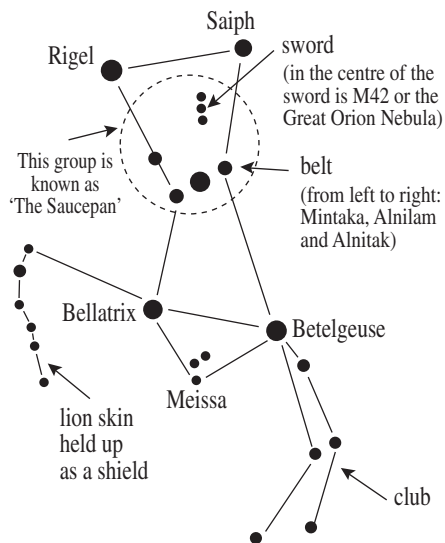 Saiph
Rigel
sword
(in the centre of the
sword is M42 or the
Great Orion Nebula)
This group is
known as
‘The Saucepan’
belt
(from left to right:
Mintaka, Alnilam
and Alnitak)
Bellatrix
Betelgeuse
Meissa
lion skin
held up
as a shield
club